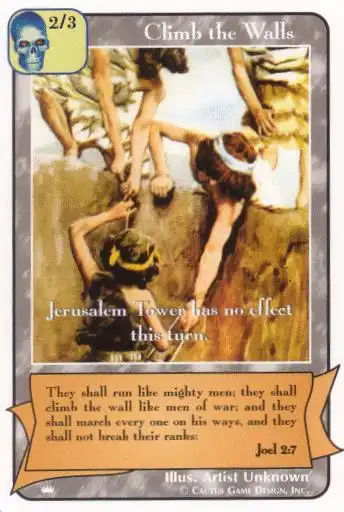 2/3
Climb the Walls
Jerusalem Tower has no effect
this turn.
They shall run like mighty men; they shall
climb the wall like men of war; and they
shall march every one on his ways, and they
shall not break their ranks:
Joel 2:7
Illus. Artist Unknown
© Cactus Game Design, Inc.